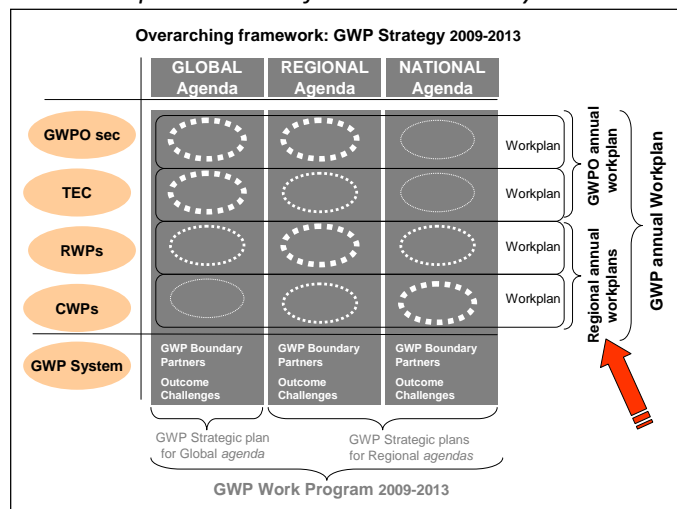 Overarching framework: GWP Strategy 2009-2013
GLOBAL Agenda
REGIONAL Agenda
NATIONAL Agenda
GWPO sec
Workplan
TEC
Workplan
RWPs
Workplan
CWPs
Workplan
GWPO annual workplan
Regional annual workplans
GWP annual Workplan
GWP System
GWP Boundary Partners
Outcome Challenges
GWP Boundary Partners
Outcome Challenges
GWP Boundary Partners
Outcome Challenges
GWP Strategic plan for Global agenda
GWP Strategic plans for Regional agendas
GWP Work Program 2009-2013